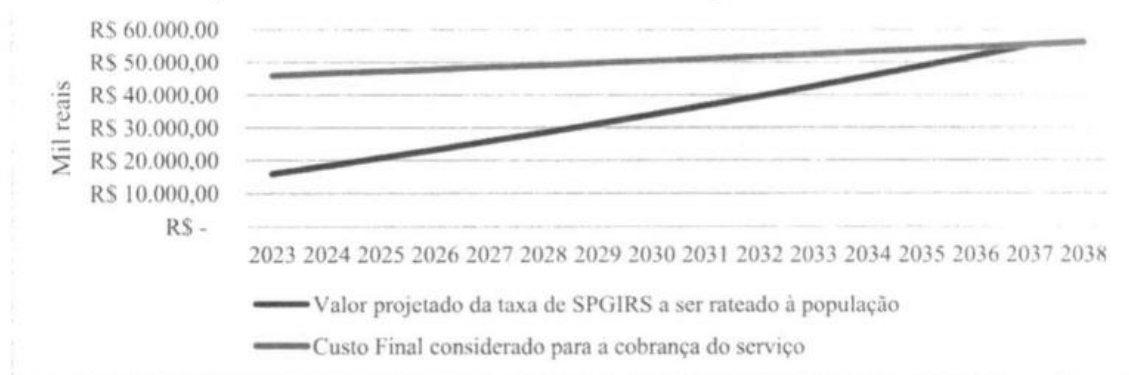 R$ 60.000,00
R$ 50.000,00
R$ 40.000,00
R$ 30.000,00
R$ 20.000,00
R$ 10.000,00
R$ -
Mil reais
2023 2024 2025 2026 2027 2028 2029 2030 2031 2032 2033 2034 2035 2036 2037 2038
Valor projetado da taxa de SPGIRS a ser rateado à população
Custo Final considerado para a cobrança do serviço